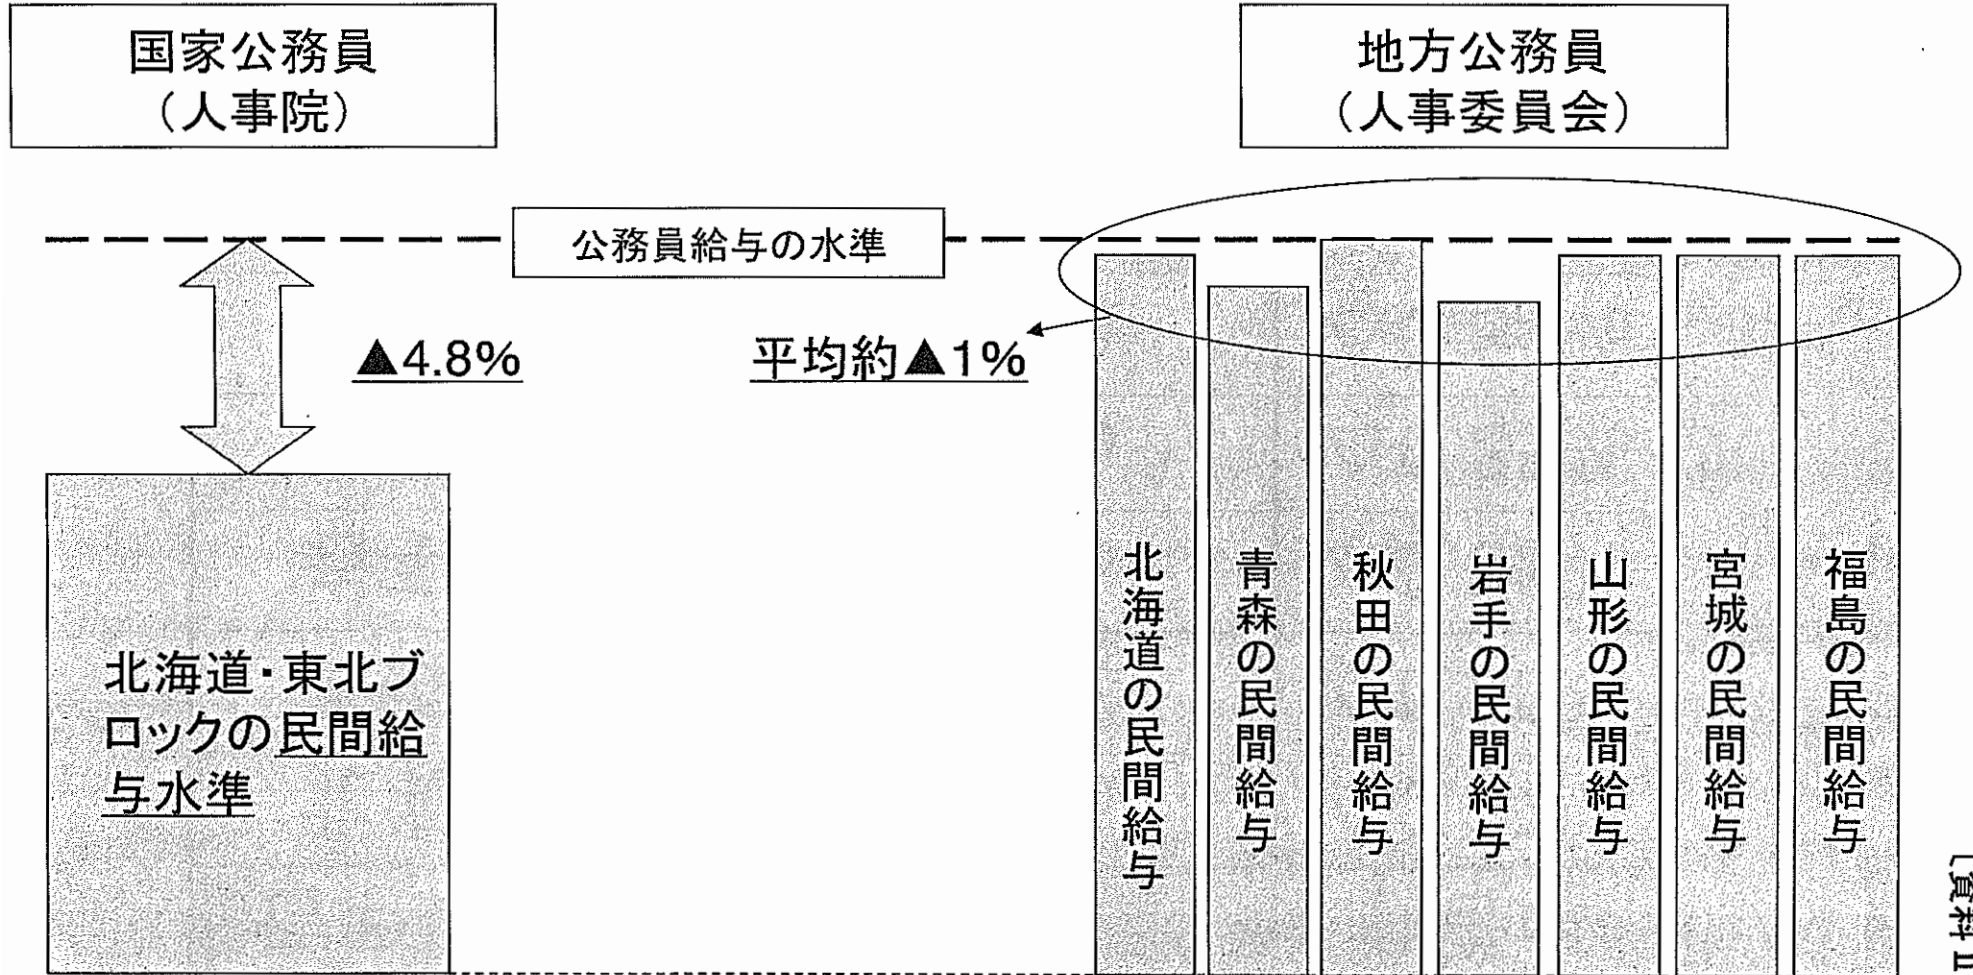 国家公務員
（人事院）
地方公務員
（人事委員会）
公務員給与の水準
▲4.8%
平均約▲1%
北海道・東北ブ
ロックの民間給
与水準
北海道の民間給与
青森の民間給与
秋田の民間給与
岩手の民間給与
山形の民間給与
宮城の民間給与
福島の民間給与
〔資料